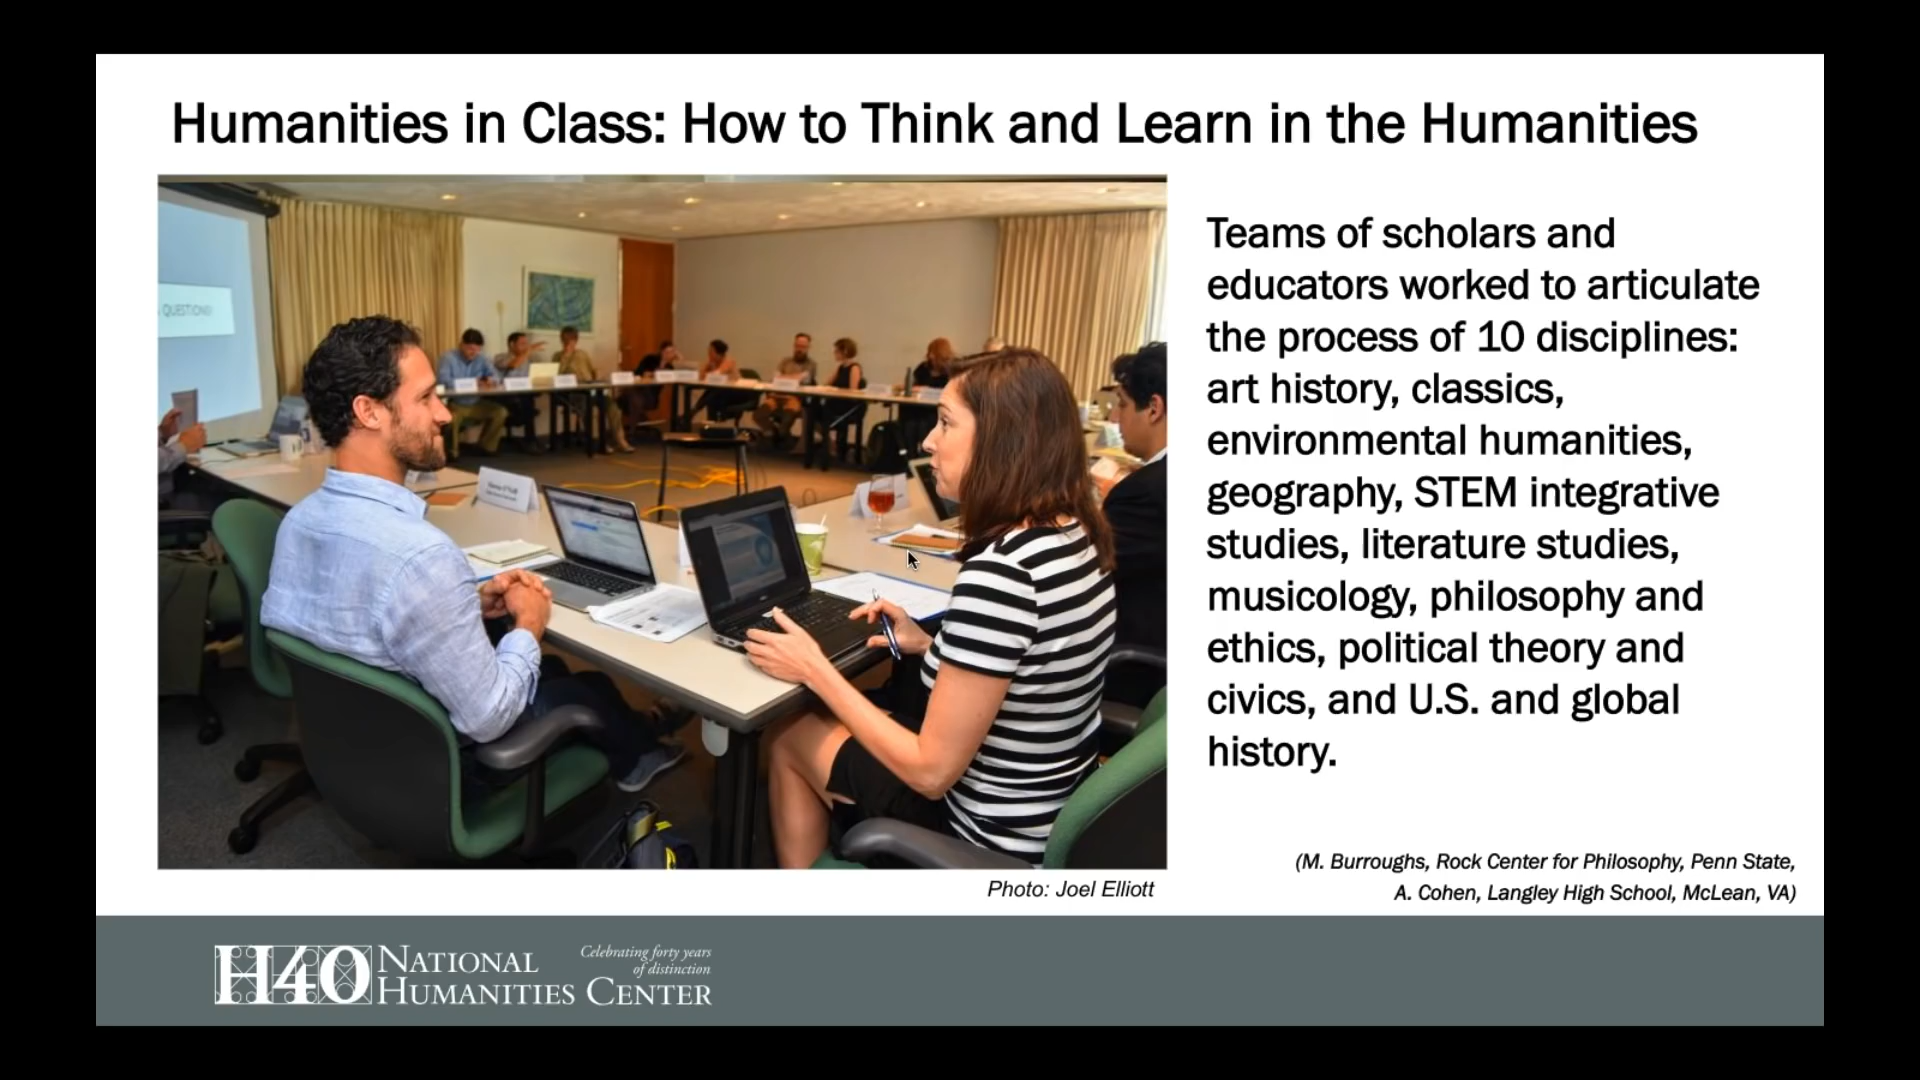 Humanities in Class: How to Think and Learn in the Humanities
QUESTIONS
Teams of scholars and
educators worked to articulate
the process of 10 disciplines:
art history, classics,
environmental humanities,
geography, STEM integrative
studies, literature studies,
musicology, philosophy and
ethics, political theory and
civics, and U.S. and global
history.
Photo: Joel Elliott
(M. Burroughs, Rock Center for Philosophy, Penn State,
A. Cohen, Langley High School, McLean, VA)
H40
NATIONAL
HUMANITIES CENTER
Celebrating forty years
of distinction